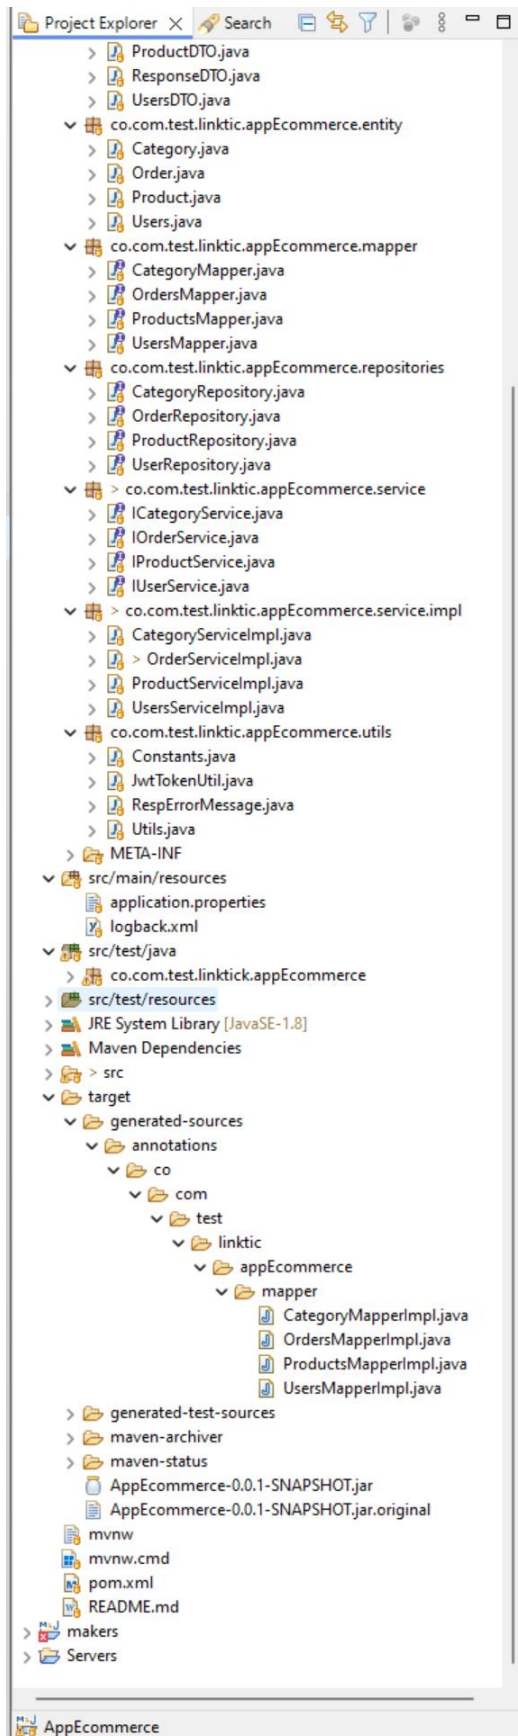 Project Explorer Search
ProductDTO.java
ResponseDTO.java
UsersDTO.java
co.com.test.linktic.appEcommerce.entity
Category.java
Order.java
Product.java
Users.java
co.com.test.linktic.appEcommerce.mapper
CategoryMapper.java
OrdersMapper.java
ProductsMapper.java
UsersMapper.java
co.com.test.linktic.appEcommerce.repositories
CategoryRepository.java
OrderRepository.java
ProductRepository.java
UserRepository.java
> co.com.test.linktic.appEcommerce.service
ICategoryService.java
IOrderService.java
IProductService.java
IUserService.java
> co.com.test.linktic.appEcommerce.service.impl
CategoryServiceImpl.java
> OrderServiceImpl.java
ProductServiceImpl.java
UsersServiceImpl.java
co.com.test.linktic.appEcommerce.utils
Constants.java
JwtTokenUtil.java
RespErrorMessage.java
Utils.java
META-INF
src/main/resources
application.properties
logback.xml
src/test/java
co.com.test.linktick.appEcommerce
src/test/resources
JRE System Library [JavaSE-1.8]
Maven Dependencies
> src
target
generated-sources
annotations
co
com
test
linktic
appEcommerce
mapper
CategoryMapperImpl.java
OrdersMapperImpl.java
ProductsMapperImpl.java
UsersMapperImpl.java
generated-test-sources
maven-archiver
maven-status
AppEcommerce-0.0.1-SNAPSHOT.jar
AppEcommerce-0.0.1-SNAPSHOT.jar.original
mvnw
mvnw.cmd
pom.xml
README.md
makers
Servers
AppEcommerce